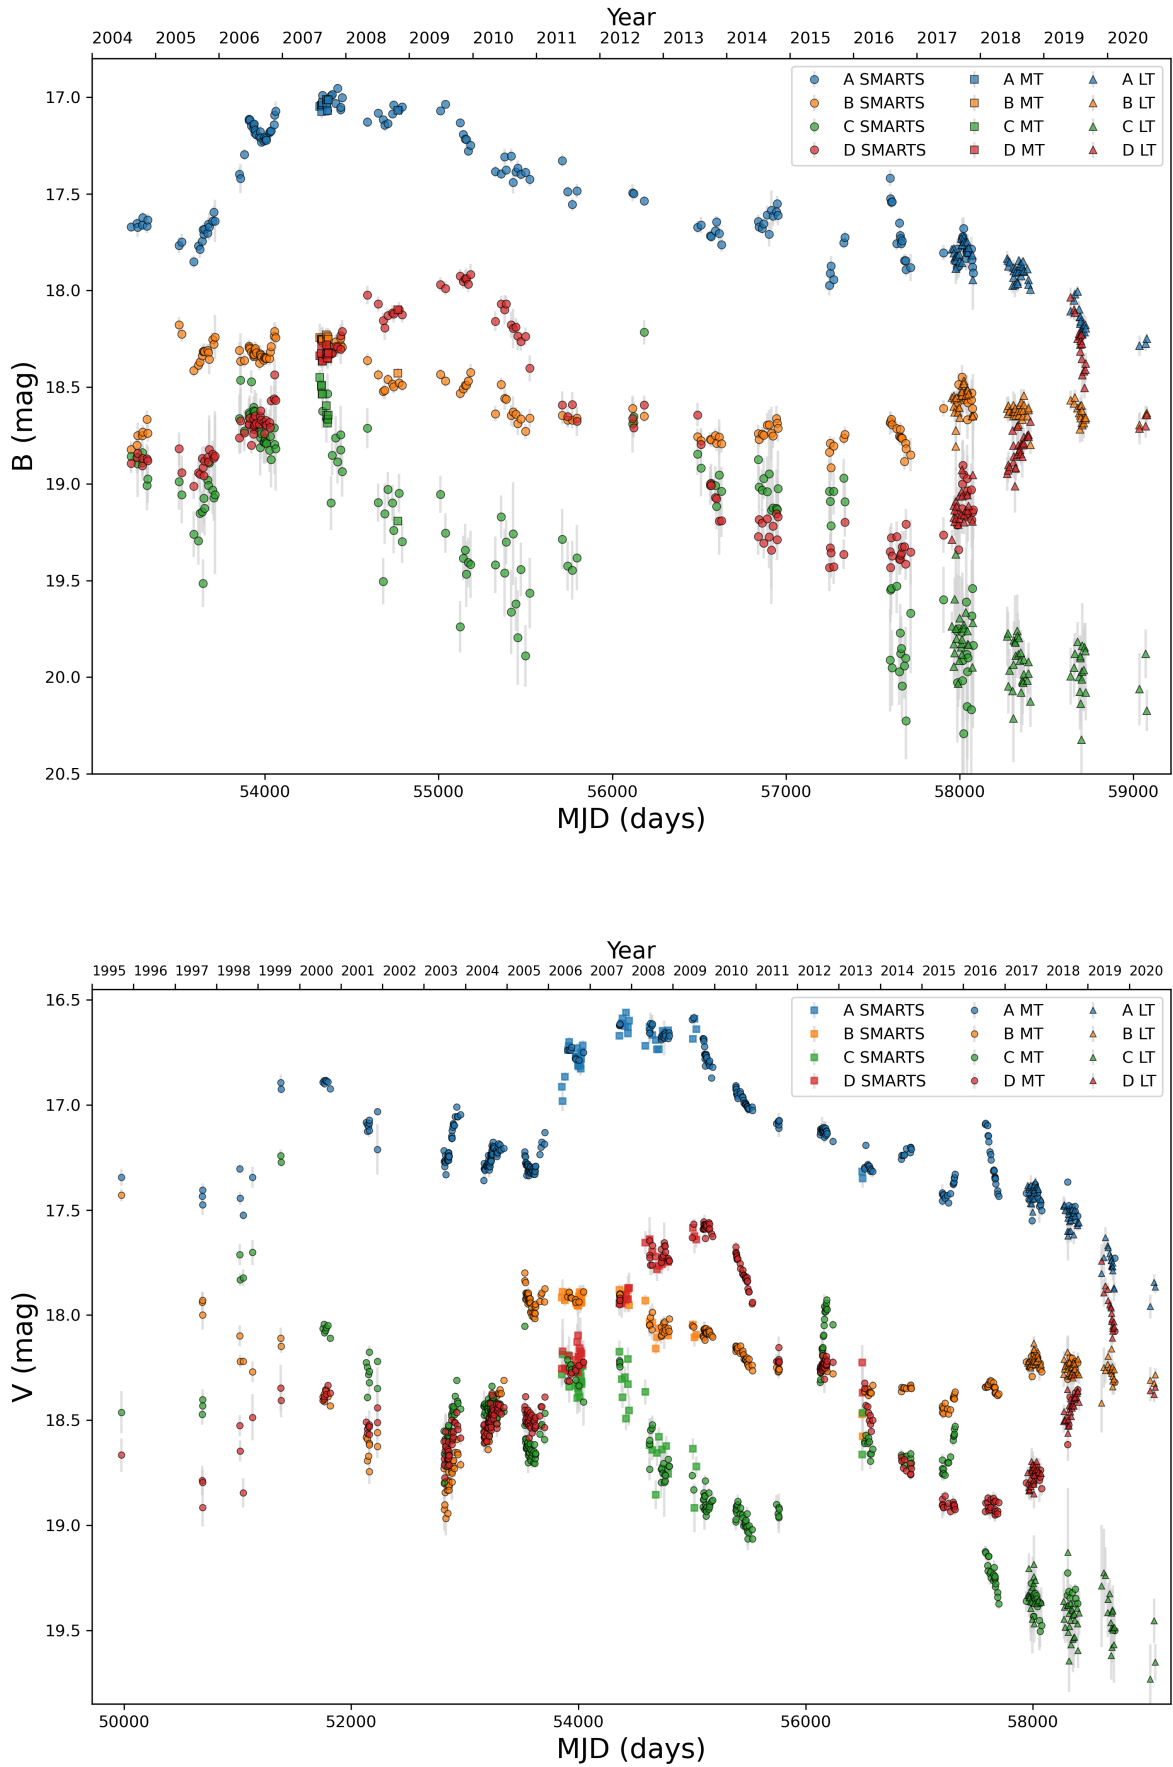 Year
2004 2005 2006 2007 2008 2009 2010 2011 2012 2013 2014 2015 2016 2017 2018 2019 2020
A SMARTS A MT A LT
B SMARTS B MT B LT
C SMARTS C MT C LT
D SMARTS D MT D LT
17.0
17.5
18.0
18.5
19.0
19.5
20.0
20.5
B (mag)
54000 55000 56000 57000 58000 59000
MJD (days)
Year
1995 1996 1997 1998 1999 2000 2001 2002 2003 2004 2005 2006 2007 2008 2009 2010 2011 2012 2013 2014 2015 2016 2017 2018 2019 2020
A SMARTS A MT A LT
B SMARTS B MT B LT
C SMARTS C MT C LT
D SMARTS D MT D LT
16.5
17.0
17.5
18.0
18.5
19.0
19.5
V (mag)
50000 52000 54000 56000 58000
MJD (days)